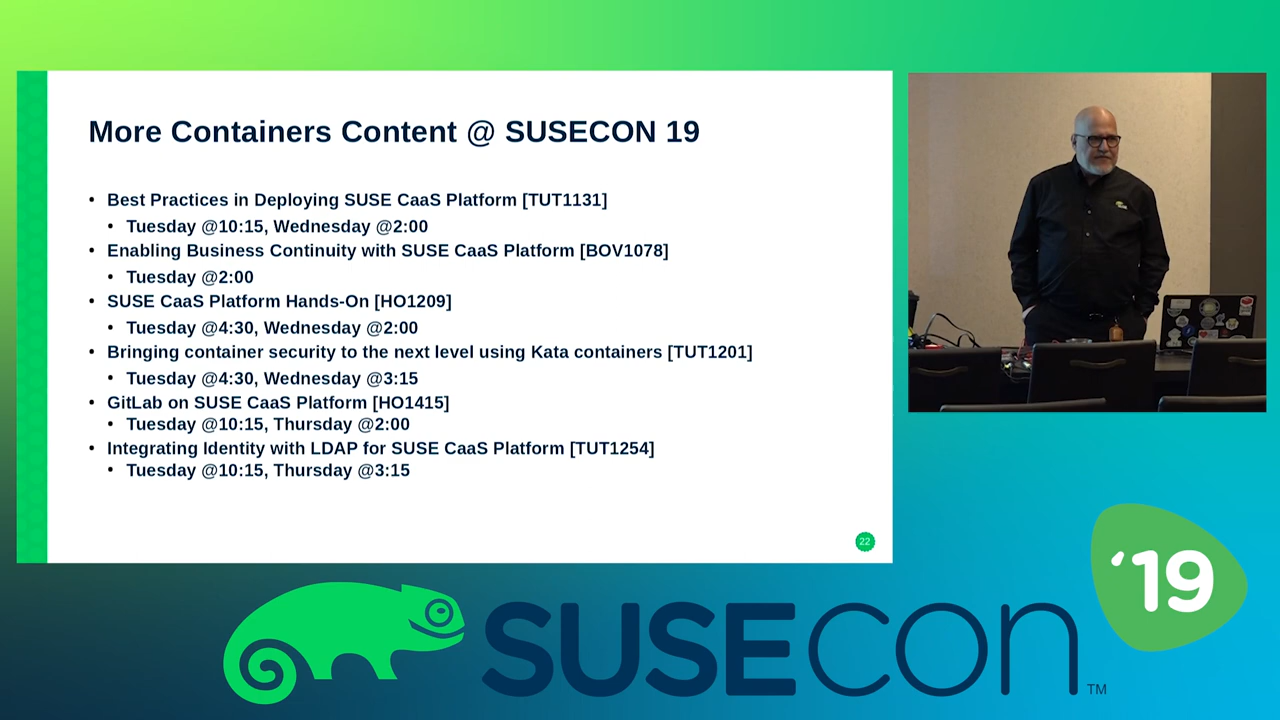 More Containers Content @ SUSECON 19
• Best Practices in Deploying SUSE CaaS Platform [TUT1131]
• Tuesday @10:15, Wednesday @2:00
• Enabling Business Continuity with SUSE CaaS Platform [BOV1078]
• Tuesday @2:00
• SUSE CaaS Platform Hands-On [HO1209]
• Tuesday @4:30, Wednesday @2:00
• Bringing container security to the next level using Kata containers [TUT1201]
• Tuesday @4:30, Wednesday @3:15
• GitLab on SUSE CaaS Platform [HO1415]
• Tuesday @10:15, Thursday @2:00
• Integrating Identity with LDAP for SUSE CaaS Platform [TUT1254]
• Tuesday @10:15, Thursday @3:15
22
'19
SUSECON TM